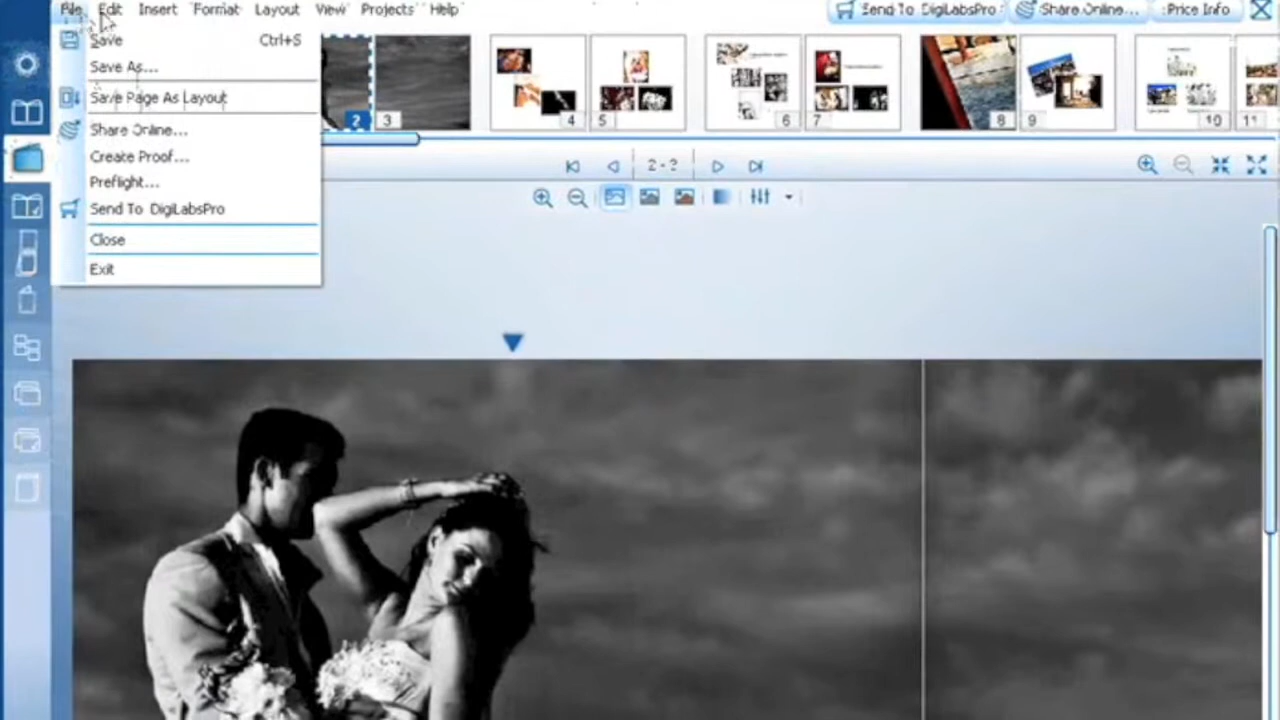 File Edit Insert Format Layout View Projects Help
Send To DigiLabsPro
Share Online...
Price Info
Save Ctrl+S
Save As...
Save Page As Layout
Share Online...
Create Proof...
Preflight...
Send To DigiLabsPro
Close
Exit
2 3 4 5 6 7 8 9 10 11